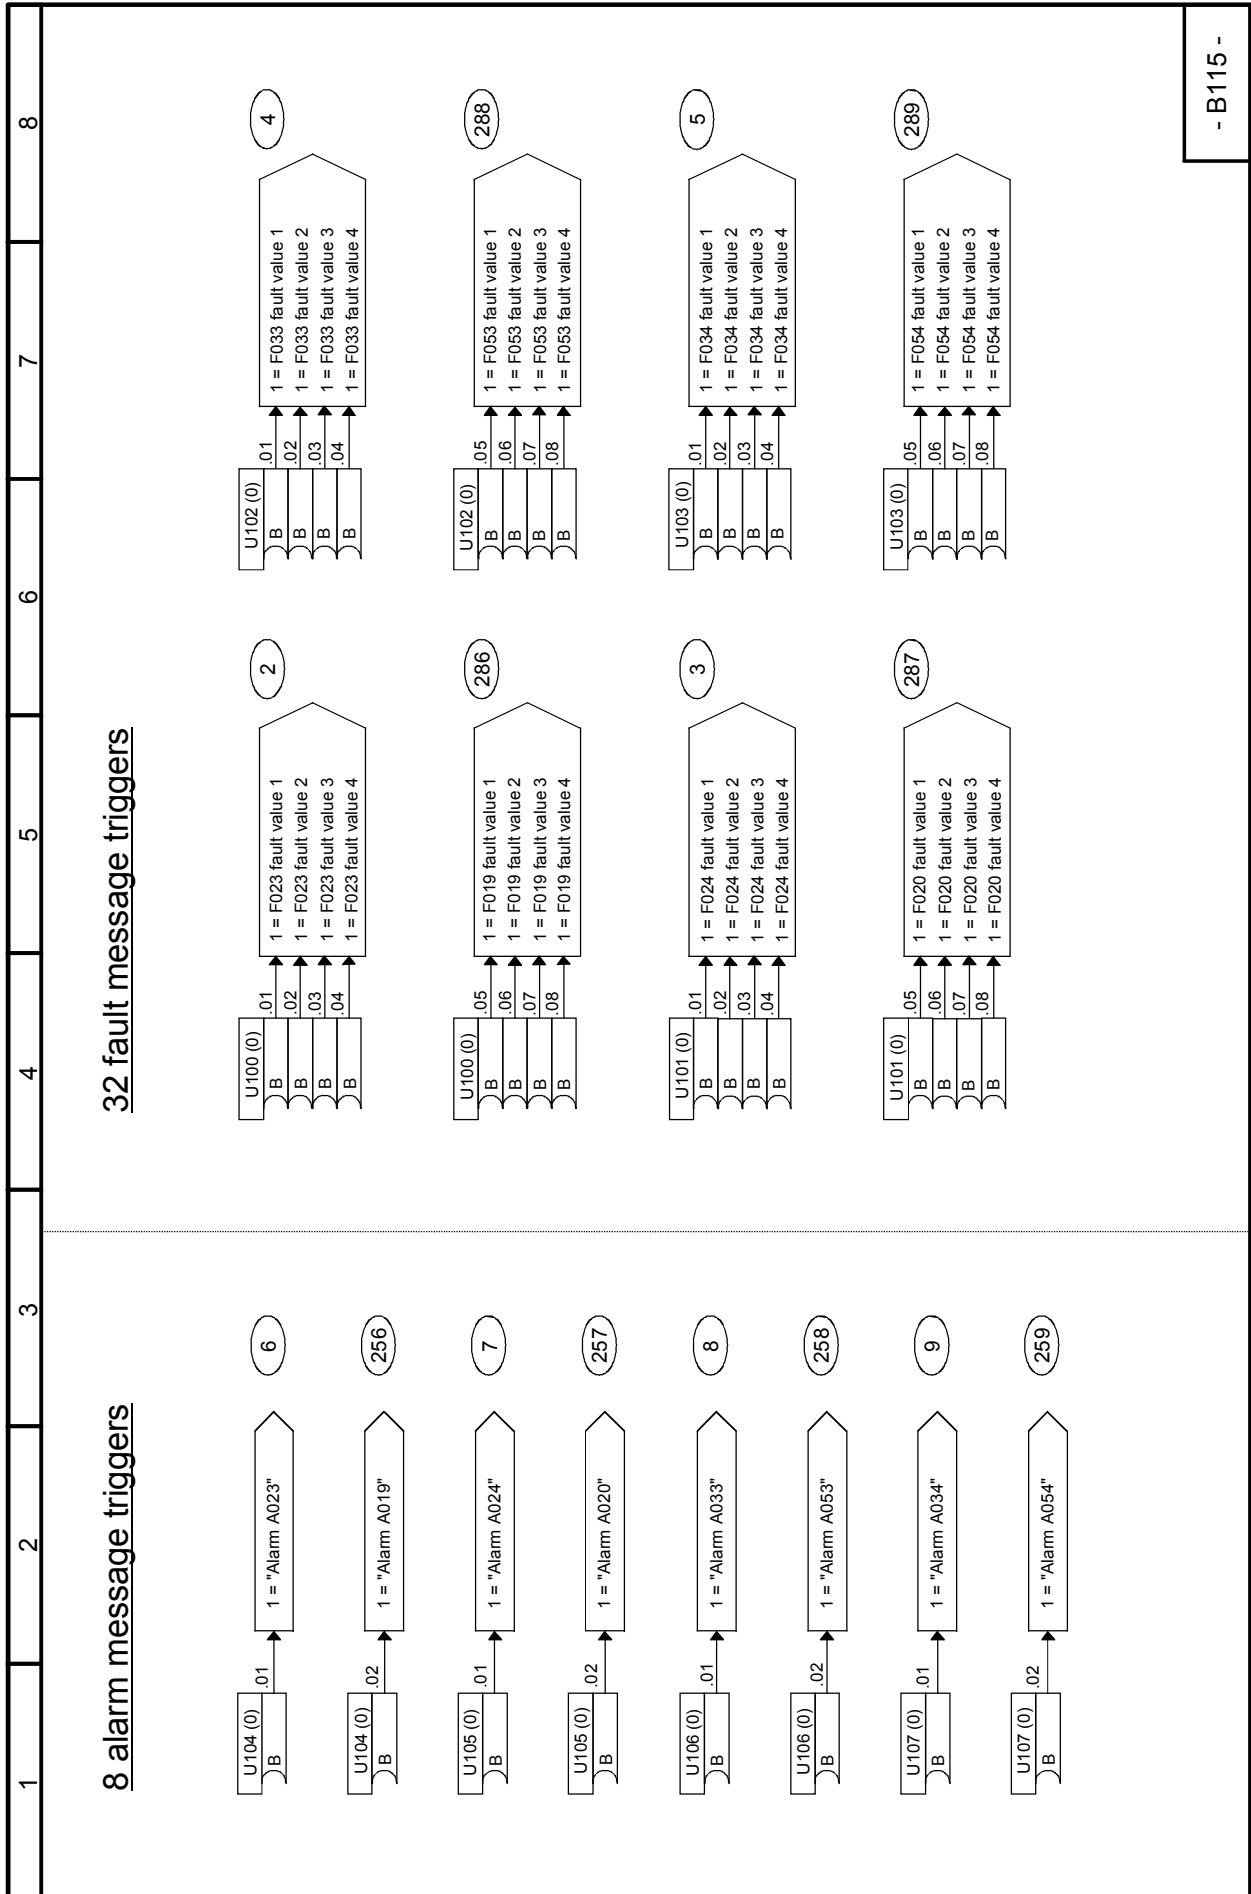 8 alarm message triggers
U104 (0)
B
.01
1 = "Alarm A023"
6
U104 (0)
B
.02
1 = "Alarm A019"
256
U105 (0)
B
.01
1 = "Alarm A024"
7
U105 (0)
B
.02
1 = "Alarm A020"
257
U106 (0)
B
.01
1 = "Alarm A033"
8
U106 (0)
B
.02
1 = "Alarm A053"
258
U107 (0)
B
.01
1 = "Alarm A034"
9
U107 (0)
B
.02
1 = "Alarm A054"
259
32 fault message triggers
2
U100 (0)
B .01 1 = F023 fault value 1
B .02 1 = F023 fault value 2
B .03 1 = F023 fault value 3
B .04 1 = F023 fault value 4
286
U100 (0)
B .05 1 = F019 fault value 1
B .06 1 = F019 fault value 2
B .07 1 = F019 fault value 3
B .08 1 = F019 fault value 4
3
U101 (0)
B .01 1 = F024 fault value 1
B .02 1 = F024 fault value 2
B .03 1 = F024 fault value 3
B .04 1 = F024 fault value 4
287
U101 (0)
B .05 1 = F020 fault value 1
B .06 1 = F020 fault value 2
B .07 1 = F020 fault value 3
B .08 1 = F020 fault value 4
4
U102 (0)
B .01 1 = F033 fault value 1
B .02 1 = F033 fault value 2
B .03 1 = F033 fault value 3
B .04 1 = F033 fault value 4
288
U102 (0)
B .05 1 = F053 fault value 1
B .06 1 = F053 fault value 2
B .07 1 = F053 fault value 3
B .08 1 = F053 fault value 4
5
U103 (0)
B .01 1 = F034 fault value 1
B .02 1 = F034 fault value 2
B .03 1 = F034 fault value 3
B .04 1 = F034 fault value 4
289
U103 (0)
B .05 1 = F054 fault value 1
B .06 1 = F054 fault value 2
B .07 1 = F054 fault value 3
B .08 1 = F054 fault value 4
1 2 3 4 5 6 7 8
- B115 -